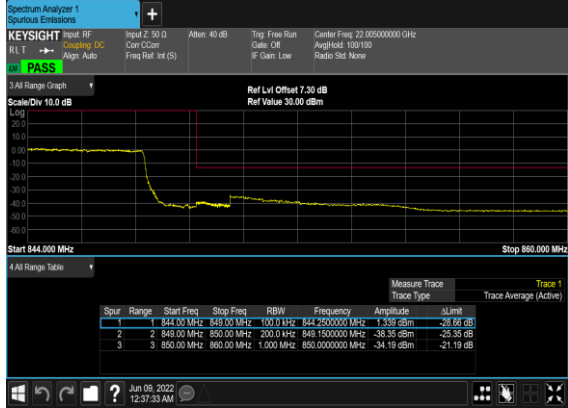 Spectrum Analyzer 1
Spurious Emissions
+
KEYSIGHT Input: RF Input Z: 50 Ω Atten: 40 dB Trig: Free Run Center Freq: 22.005000000 GHz
RLT Coupling: DC Corr CCorr Gate: Off Avg|Hold: 100/100
Align: Auto Freq Ref: Int (S) IF Gain: Low Radio Std: None
PASS
3 All Range Graph
Ref Lvl Offset 7.30 dB
Scale/Div 10.0 dB Ref Value 30.00 dBm
Log
20.0
10.0
0.00
-10.0
-20.0
-30.0
-40.0
-50.0
-60.0
Start 844.000 MHz Stop 860.000 MHz
4 All Range Table
Measure Trace Trace 1
Trace Type Trace Average (Active)
Spur Range Start Freq Stop Freq RBW Frequency Amplitude ΔLimit
1 1 844.00 MHz 849.00 MHz 100.0 kHz 844.2500000 MHz 1.339 dBm -28.66 dB
2 2 849.00 MHz 850.00 MHz 200.0 kHz 849.1500000 MHz -38.35 dBm -25.35 dB
3 3 850.00 MHz 860.00 MHz 1.000 MHz 850.0000000 MHz -34.19 dBm -21.19 dB
?
Jun 09, 2022
12:37:33 AM